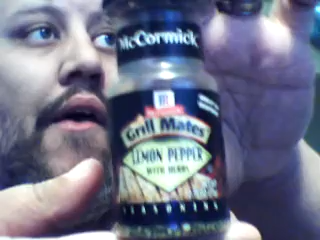 McCormick
Grill Mates
LEMON PEPPER
WITH HERBS
SEASONING